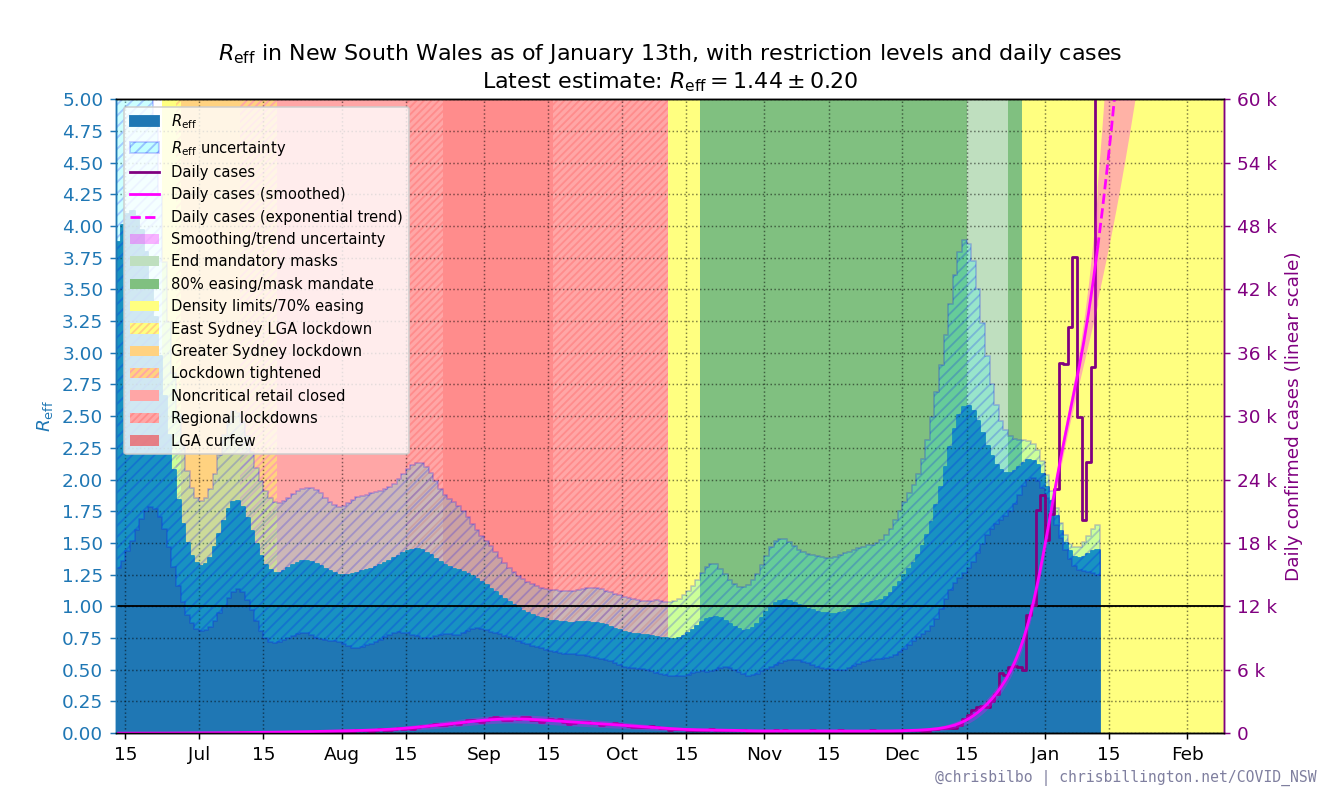 R_eff in New South Wales as of January 13th, with restriction levels and daily cases
Latest estimate: R_eff = 1.44 ± 0.20
5.00
4.75
4.50
4.25
4.00
3.75
3.50
3.25
3.00
2.75
2.50
2.25
2.00
1.75
1.50
1.25
1.00
0.75
0.50
0.25
0.00
R_eff
R_eff
R_eff uncertainty
Daily cases
Daily cases (smoothed)
Daily cases (exponential trend)
Smoothing/trend uncertainty
End mandatory masks
80% easing/mask mandate
Density limits/70% easing
East Sydney LGA lockdown
Greater Sydney lockdown
Lockdown tightened
Noncritical retail closed
Regional lockdowns
LGA curfew
60 k
54 k
48 k
42 k
36 k
30 k
24 k
18 k
12 k
6 k
0
Daily confirmed cases (linear scale)
15 Jul 15 Aug 15 Sep 15 Oct 15 Nov 15 Dec 15 Jan 15 Feb
@chrisbilbo | chrisbillington.net/COVID_NSW